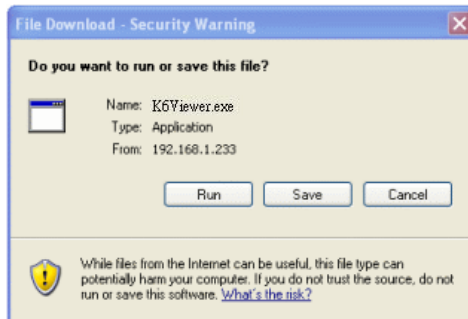 File Download - Security Warning
Do you want to run or save this file?
Name: K6Viewer.exe
Type: Application
From: 192.168.1.233
Run Save Cancel
While files from the Internet can be useful, this file type can
potentially harm your computer. If you do not trust the source, do not
run or save this software. What's the risk?